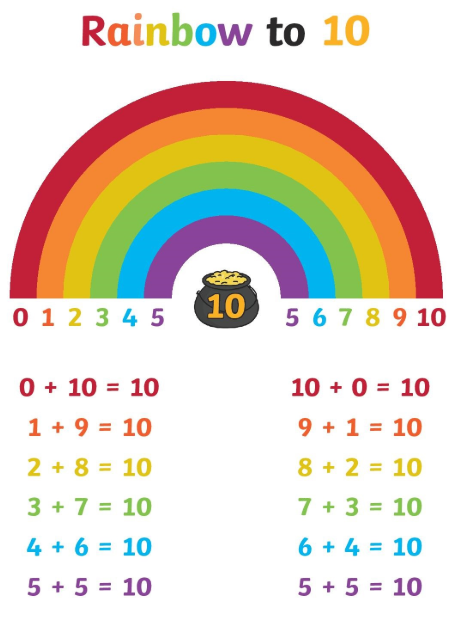 Rainbow to 10
10
0 1 2 3 4 5 5 6 7 8 9 10
0 + 10 = 10
1 + 9 = 10
2 + 8 = 10
3 + 7 = 10
4 + 6 = 10
5 + 5 = 10
10 + 0 = 10
9 + 1 = 10
8 + 2 = 10
7 + 3 = 10
6 + 4 = 10
5 + 5 = 10